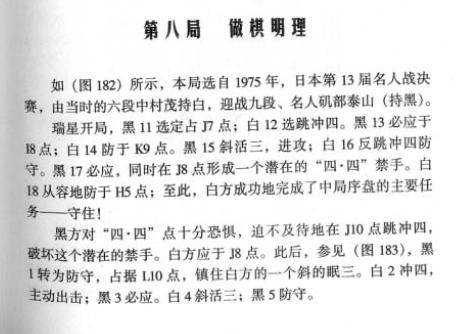 第八局　做棋明理
如（图 182）所示，本局选自 1975 年，日本第 13 届名人战决
赛，由当时的六段中村茂持白，迎战九段、名人矶部泰山（持黑）。
瑞星开局，黑 11 选定占 J7 点；白 12 选跳冲四。黑 13 必应于
I8 点；白 14 防于 K9 点。黑 15 斜活三，进攻；白 16 反跳冲四防
守。黑 17 必应，同时在 J8 点形成一个潜在的“四·四”禁手。白
18 从容地防于 H5 点；至此，白方成功地完成了中局序盘的主要任
务——守住！
黑方对“四·四”点十分恐惧，迫不及待地在 J10 点跳冲四，
破坏这个潜在的禁手。白方应于 J8 点。此后，参见（图 183），黑
1 转为防守，占据 L10 点，镇住白方的一个斜的眠三。白 2 冲四，
主动出击；黑 3 必应。白 4 斜活三；黑 5 防守。